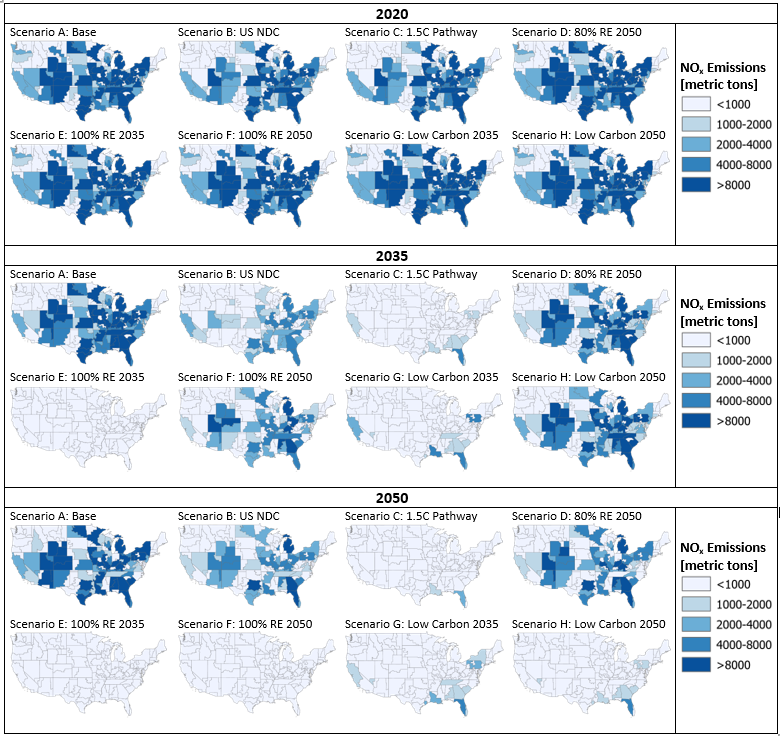 2020
Scenario A: Base
Scenario B: US NDC
Scenario C: 1.5C Pathway
Scenario D: 80% RE 2050
Scenario E: 100% RE 2035
Scenario F: 100% RE 2050
Scenario G: Low Carbon 2035
Scenario H: Low Carbon 2050
NOx Emissions
[metric tons]
<1000
1000-2000
2000-4000
4000-8000
>8000
2035
Scenario A: Base
Scenario B: US NDC
Scenario C: 1.5C Pathway
Scenario D: 80% RE 2050
Scenario E: 100% RE 2035
Scenario F: 100% RE 2050
Scenario G: Low Carbon 2035
Scenario H: Low Carbon 2050
NOx Emissions
[metric tons]
<1000
1000-2000
2000-4000
4000-8000
>8000
2050
Scenario A: Base
Scenario B: US NDC
Scenario C: 1.5C Pathway
Scenario D: 80% RE 2050
Scenario E: 100% RE 2035
Scenario F: 100% RE 2050
Scenario G: Low Carbon 2035
Scenario H: Low Carbon 2050
NOx Emissions
[metric tons]
<1000
1000-2000
2000-4000
4000-8000
>8000